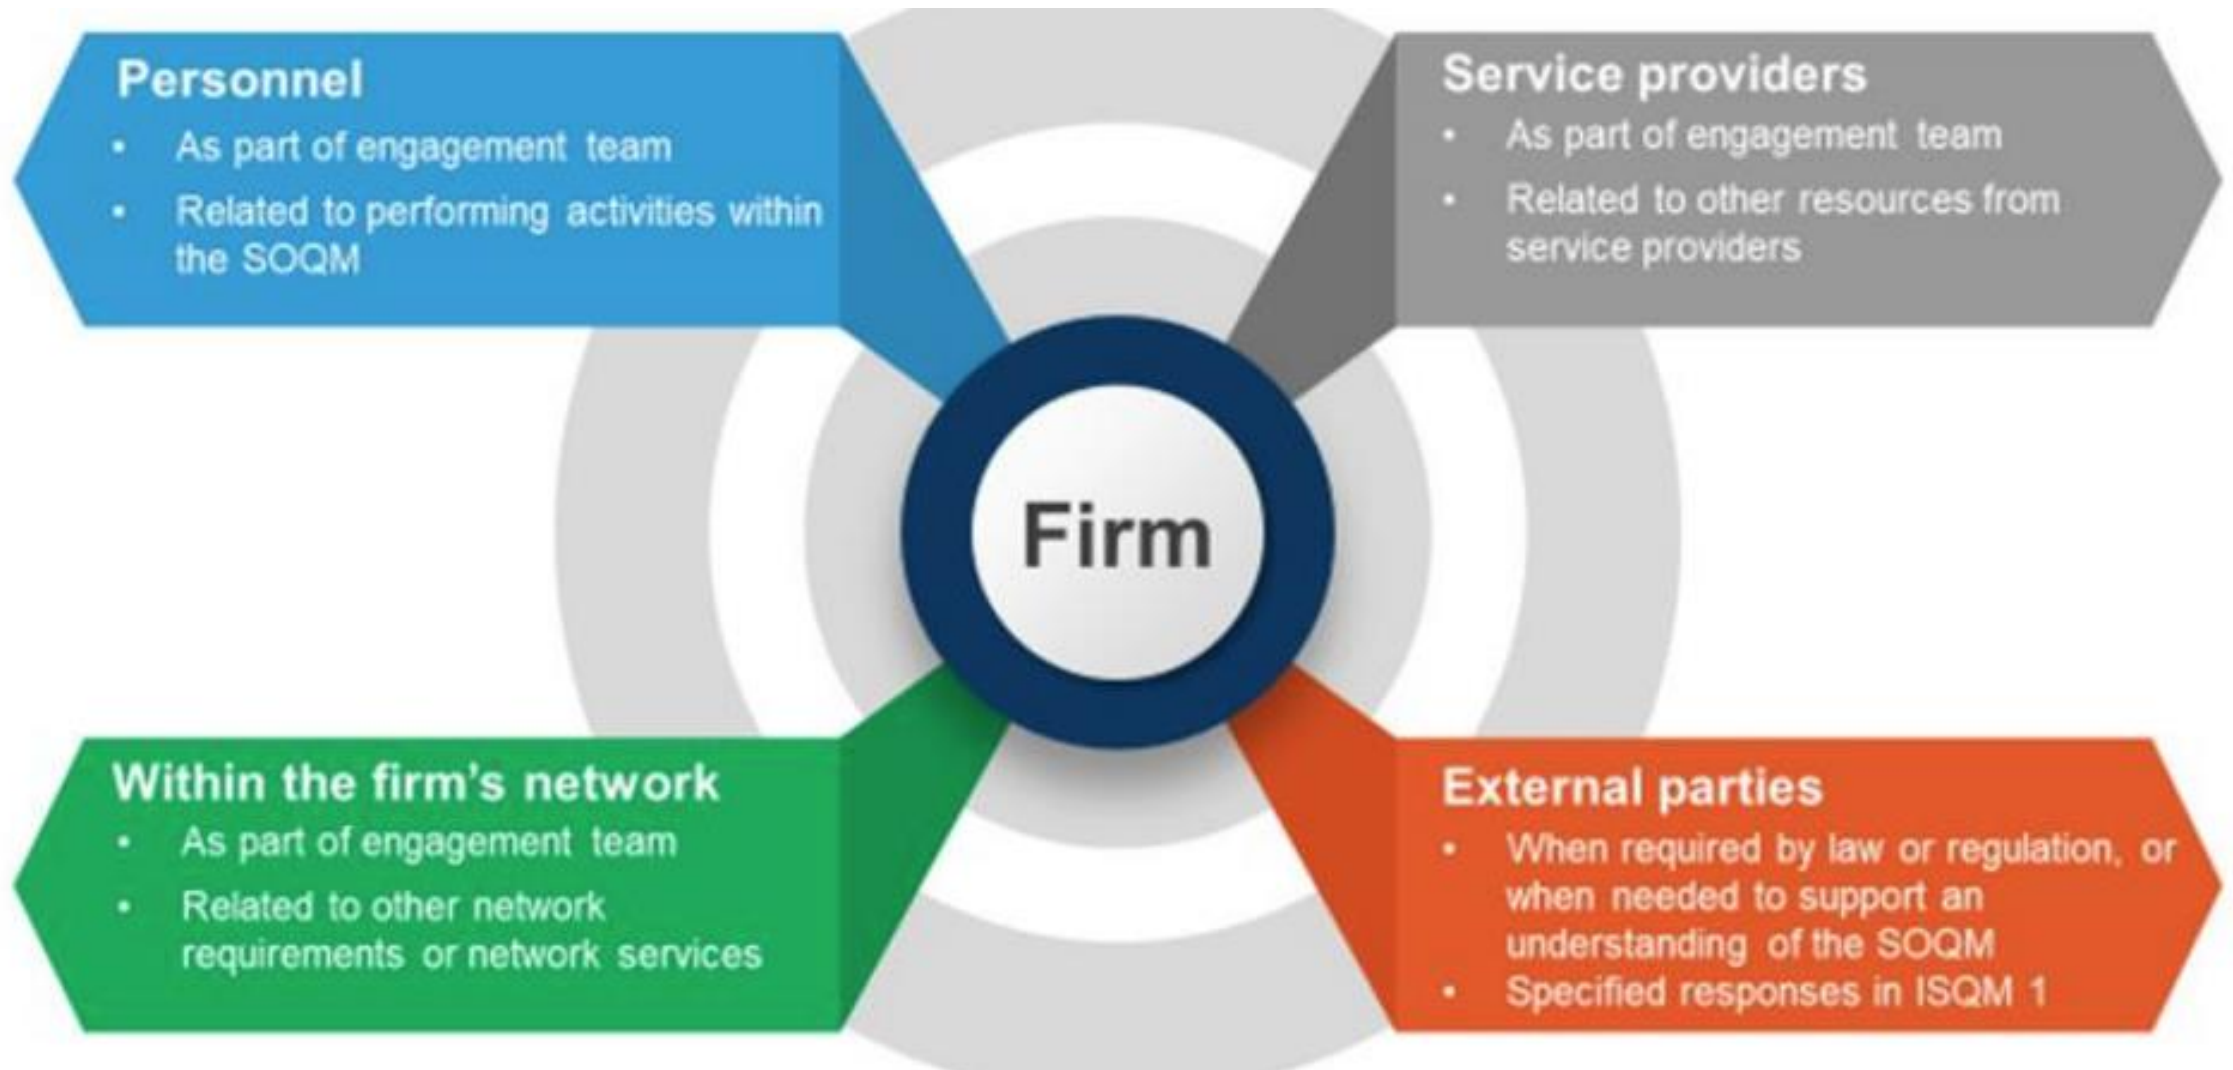 Personnel
• As part of engagement team
• Related to performing activities within
the SOQM
Service providers
• As part of engagement team
• Related to other resources from
service providers
Firm
Within the firm's network
• As part of engagement team
• Related to other network
requirements or network services
External parties
• When required by law or regulation, or
when needed to support an
understanding of the SOQM
• Specified responses in ISQM 1